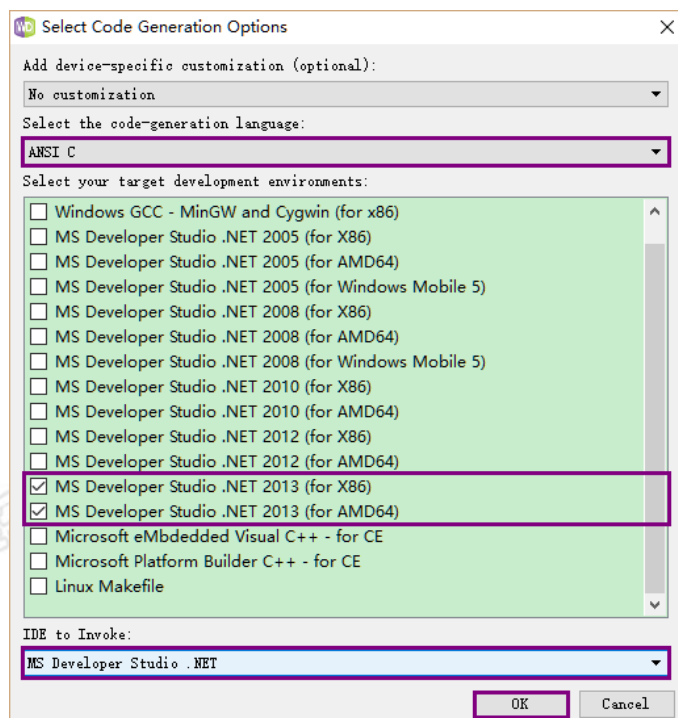 WD Select Code Generation Options
Add device-specific customization (optional):
No customization
Select the code-generation language:
ANSI C
Select your target development environments:
Windows GCC - MinGW and Cygwin (for x86)
MS Developer Studio .NET 2005 (for X86)
MS Developer Studio .NET 2005 (for AMD64)
MS Developer Studio .NET 2005 (for Windows Mobile 5)
MS Developer Studio .NET 2008 (for X86)
MS Developer Studio .NET 2008 (for AMD64)
MS Developer Studio .NET 2008 (for Windows Mobile 5)
MS Developer Studio .NET 2010 (for X86)
MS Developer Studio .NET 2010 (for AMD64)
MS Developer Studio .NET 2012 (for X86)
MS Developer Studio .NET 2012 (for AMD64)
MS Developer Studio .NET 2013 (for X86)
MS Developer Studio .NET 2013 (for AMD64)
Microsoft eMbdedded Visual C++ - for CE
Microsoft Platform Builder C++ - for CE
Linux Makefile
IDE to Invoke:
MS Developer Studio .NET
OK Cancel